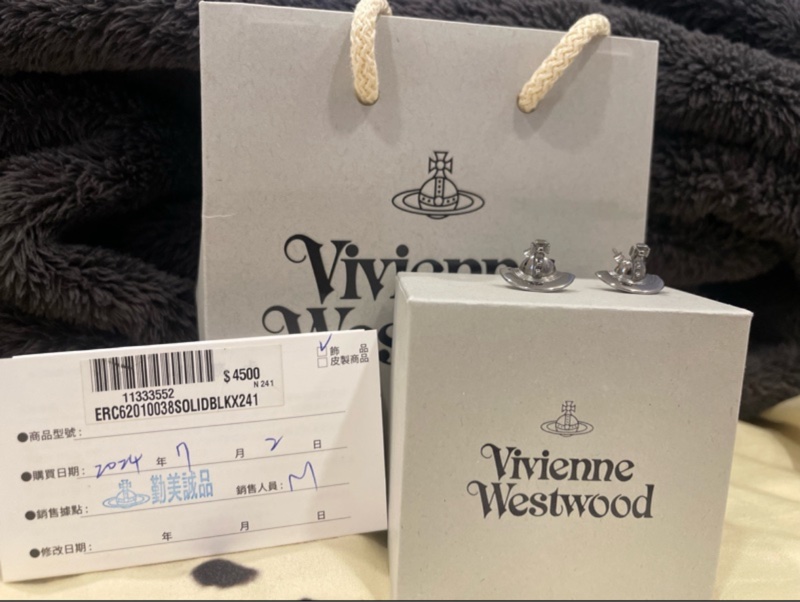 Vivienne
Wes
Vivienne
Westwood
$4500
N241
11333552
ERC62010038SOLIDBLKX241
✓飾品
□皮製商品
●商品型號:
●購買日期: 2024 年 7 月 2 日
●銷售據點: 勤美誠品 銷售人員: M
●修改日期: 年 月 日